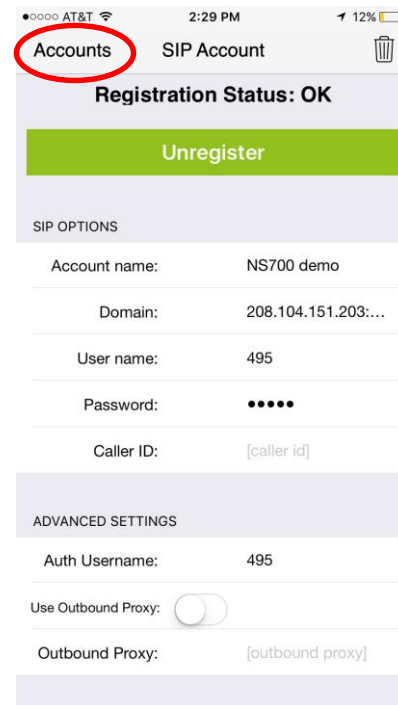 AT&T 2:29 PM 12%
Accounts SIP Account
Registration Status: OK
Unregister
SIP OPTIONS
Account name: NS700 demo
Domain: 208.104.151.203:...
User name: 495
Password: •••••
Caller ID: [caller id]
ADVANCED SETTINGS
Auth Username: 495
Use Outbound Proxy:
Outbound Proxy: [outbound proxy]